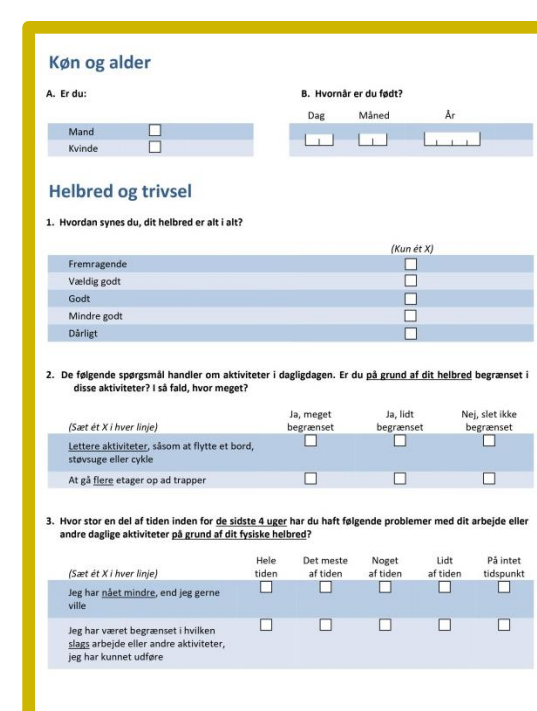 Køn og alder
A. Er du:
B. Hvornår er du født?
Dag Måned År
Mand
Kvinde
Helbred og trivsel
1. Hvordan synes du, dit helbred er alt i alt?
(Kun ét X)
Fremragende
Vældig godt
Godt
Mindre godt
Dårligt
2. De følgende spørgsmål handler om aktiviteter i dagligdagen. Er du på grund af dit helbred begrænset i
disse aktiviteter? I så fald, hvor meget?
Ja, meget Ja, lidt Nej, slet ikke
(Sæt ét X i hver linje) begrænset begrænset begrænset
Lettere aktiviteter, såsom at flytte et bord,
støvsuge eller cykle
At gå flere etager op ad trapper
3. Hvor stor en del af tiden inden for de sidste 4 uger har du haft følgende problemer med dit arbejde eller
andre daglige aktiviteter på grund af dit fysiske helbred?
Hele Det meste Noget Lidt På intet
(Sæt ét X i hver linje) tiden af tiden af tiden af tiden tidspunkt
Jeg har nået mindre, end jeg gerne
ville
Jeg har været begrænset i hvilken
slags arbejde eller andre aktiviteter,
jeg har kunnet udføre